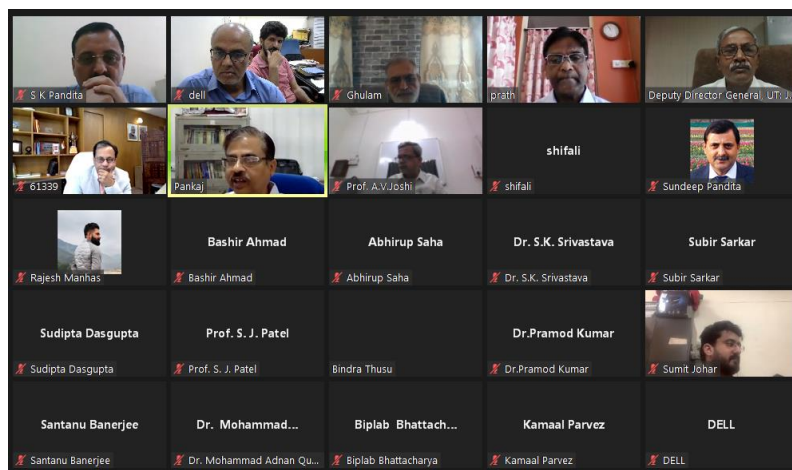 S K Pandita
dell
Ghulam
prath
Deputy Director General, UT: J.
61339
Pankaj
Prof. A.V.Joshi
shifali
shifali
Sundeep Pandita
Rajesh Manhas
Bashir Ahmad
Bashir Ahmad
Abhirup Saha
Abhirup Saha
Dr. S.K. Srivastava
Dr. S.K. Srivastava
Subir Sarkar
Subir Sarkar
Sudipta Dasgupta
Sudipta Dasgupta
Prof. S. J. Patel
Prof. S. J. Patel
Bindra Thusu
Dr.Pramod Kumar
Dr.Pramod Kumar
Sumit Johar
Santanu Banerjee
Santanu Banerjee
Dr. Mohammad...
Dr. Mohammad Adnan Qu...
Biplab Bhattach...
Biplab Bhattacharya
Kamaal Parvez
Kamaal Parvez
DELL
DELL